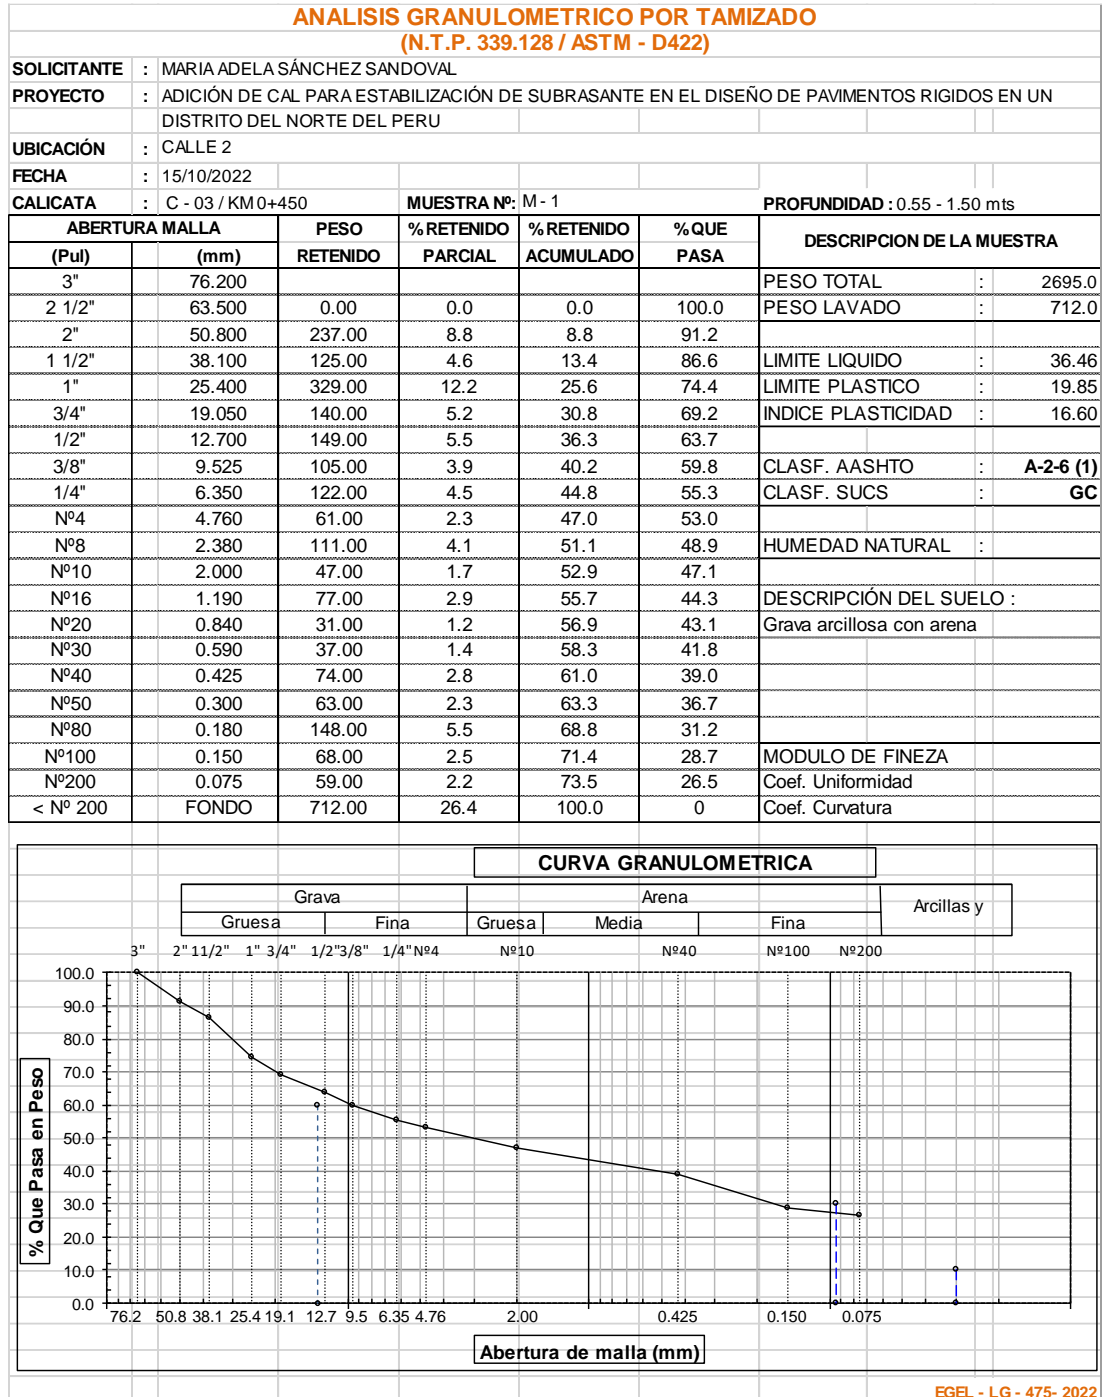 ANALISIS GRANULOMETRICO POR TAMIZADO
(N.T.P. 339.128 / ASTM - D422)
SOLICITANTE : MARIA ADELA SÁNCHEZ SANDOVAL
PROYECTO : ADICIÓN DE CAL PARA ESTABILIZACIÓN DE SUBRASANTE EN EL DISEÑO DE PAVIMENTOS RIGIDOS EN UN
DISTRITO DEL NORTE DEL PERU
UBICACIÓN : CALLE 2
FECHA : 15/10/2022
CALICATA : C - 03 / KM 0+450 MUESTRA Nº: M - 1 PROFUNDIDAD : 0.55 - 1.50 mts
ABERTURA MALLA PESO % RETENIDO % RETENIDO % QUE DESCRIPCION DE LA MUESTRA
(Pul) (mm) RETENIDO PARCIAL ACUMULADO PASA
3" 76.200 PESO TOTAL : 2695.0
2 1/2" 63.500 0.00 0.0 0.0 100.0 PESO LAVADO : 712.0
2" 50.800 237.00 8.8 8.8 91.2
1 1/2" 38.100 125.00 4.6 13.4 86.6 LIMITE LIQUIDO : 36.46
1" 25.400 329.00 12.2 25.6 74.4 LIMITE PLASTICO : 19.85
3/4" 19.050 140.00 5.2 30.8 69.2 INDICE PLASTICIDAD : 16.60
1/2" 12.700 149.00 5.5 36.3 63.7
3/8" 9.525 105.00 3.9 40.2 59.8 CLASF. AASHTO : A-2-6 (1)
1/4" 6.350 122.00 4.5 44.8 55.3 CLASF. SUCS : GC
Nº4 4.760 61.00 2.3 47.0 53.0
Nº8 2.380 111.00 4.1 51.1 48.9 HUMEDAD NATURAL :
Nº10 2.000 47.00 1.7 52.9 47.1
Nº16 1.190 77.00 2.9 55.7 44.3 DESCRIPCIÓN DEL SUELO :
Nº20 0.840 31.00 1.2 56.9 43.1 Grava arcillosa con arena
Nº30 0.590 37.00 1.4 58.3 41.8
Nº40 0.425 74.00 2.8 61.0 39.0
Nº50 0.300 63.00 2.3 63.3 36.7
Nº80 0.180 148.00 5.5 68.8 31.2
Nº100 0.150 68.00 2.5 71.4 28.7 MODULO DE FINEZA
Nº200 0.075 59.00 2.2 73.5 26.5 Coef. Uniformidad
< Nº 200 FONDO 712.00 26.4 100.0 0 Coef. Curvatura
CURVA GRANULOMETRICA
Grava Arena Arcillas y
Gruesa Fina Gruesa Media Fina
3" 2" 11/2" 1" 3/4" 1/2" 3/8" 1/4" Nº4 Nº10 Nº40 Nº100 Nº200
100.0
90.0
80.0
70.0
60.0
50.0
40.0
30.0
20.0
10.0
0.0
% Que Pasa en Peso
76.2 50.8 38.1 25.4 19.1 12.7 9.5 6.35 4.76 2.00 0.425 0.150 0.075
Abertura de malla (mm)
EGEL - LG - 475- 2022